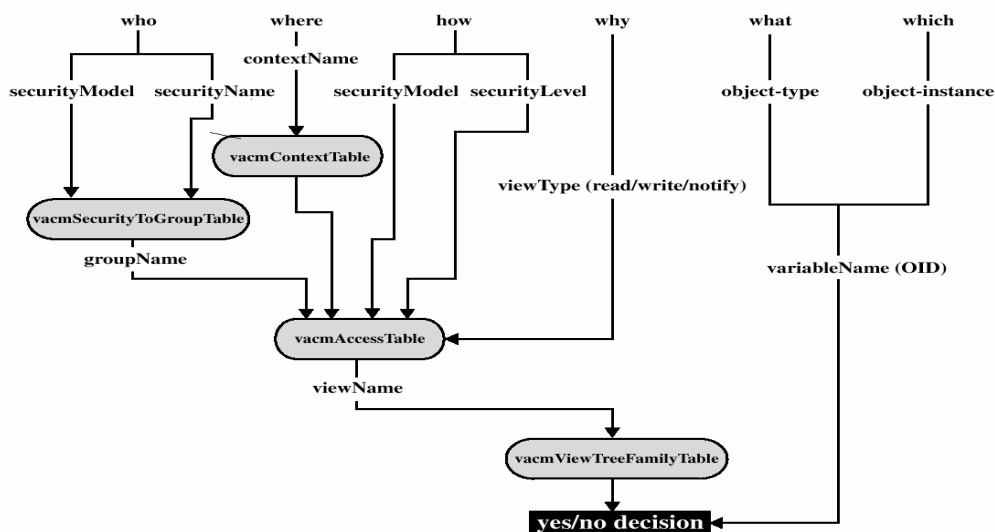 who where how why what which
contextName
securityModel securityName securityModel securityLevel object-type object-instance
vacmContextTable
viewType (read/write/notify)
vacmSecurityToGroupTable
groupName
variableName (OID)
vacmAccessTable
viewName
vacmViewTreeFamilyTable
yes/no decision